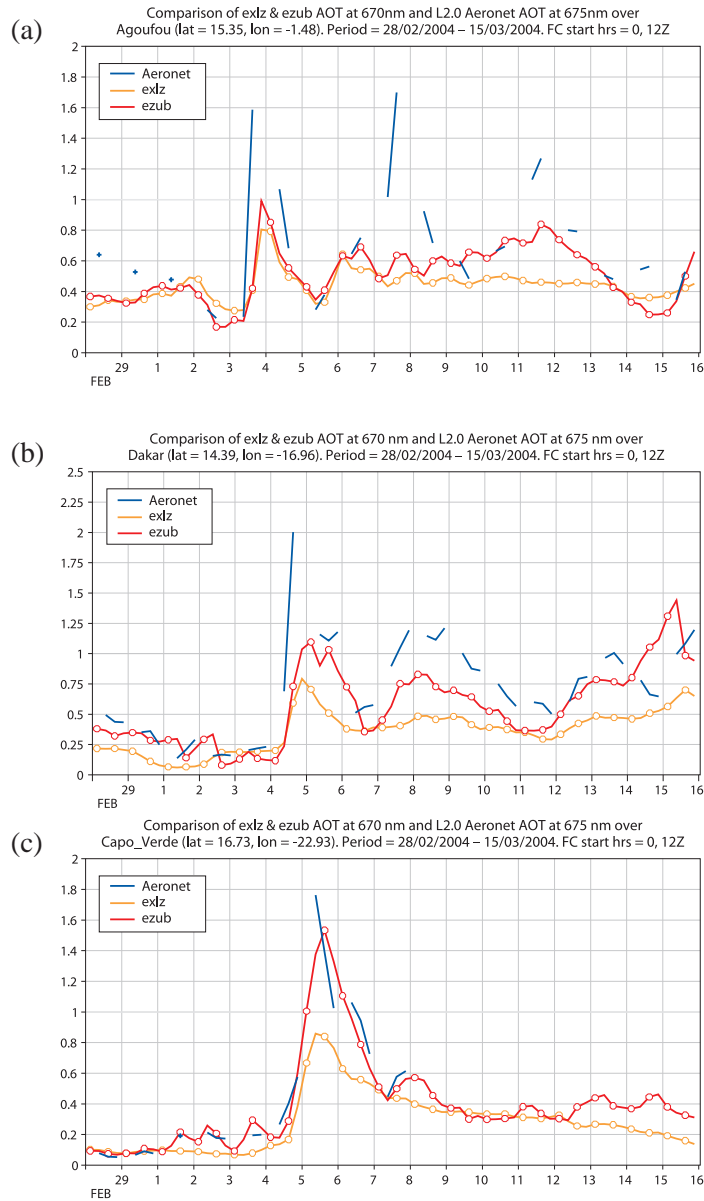 (a)
Comparison of exlz & ezub AOT at 670nm and L2.0 Aeronet AOT at 675nm over
Agoufou (lat = 15.35, lon = -1.48). Period = 28/02/2004 – 15/03/2004. FC start hrs = 0, 12Z
2
1.8
1.6
1.4
1.2
1
0.8
0.6
0.4
0.2
0
Aeronet
exlz
ezub
29 1 2 3 4 5 6 7 8 9 10 11 12 13 14 15 16
FEB
(b)
Comparison of exlz & ezub AOT at 670 nm and L2.0 Aeronet AOT at 675 nm over
Dakar (lat = 14.39, lon = -16.96). Period = 28/02/2004 – 15/03/2004. FC start hrs = 0, 12Z
2.5
2.25
2
1.75
1.5
1.25
1
0.75
0.5
0.25
0
Aeronet
exlz
ezub
29 1 2 3 4 5 6 7 8 9 10 11 12 13 14 15 16
FEB
(c)
Comparison of exlz & ezub AOT at 670 nm and L2.0 Aeronet AOT at 675 nm over
Capo_Verde (lat = 16.73, lon = -22.93). Period = 28/02/2004 – 15/03/2004. FC start hrs = 0, 12Z
2
1.8
1.6
1.4
1.2
1
0.8
0.6
0.4
0.2
0
Aeronet
exlz
ezub
29 1 2 3 4 5 6 7 8 9 10 11 12 13 14 15 16
FEB